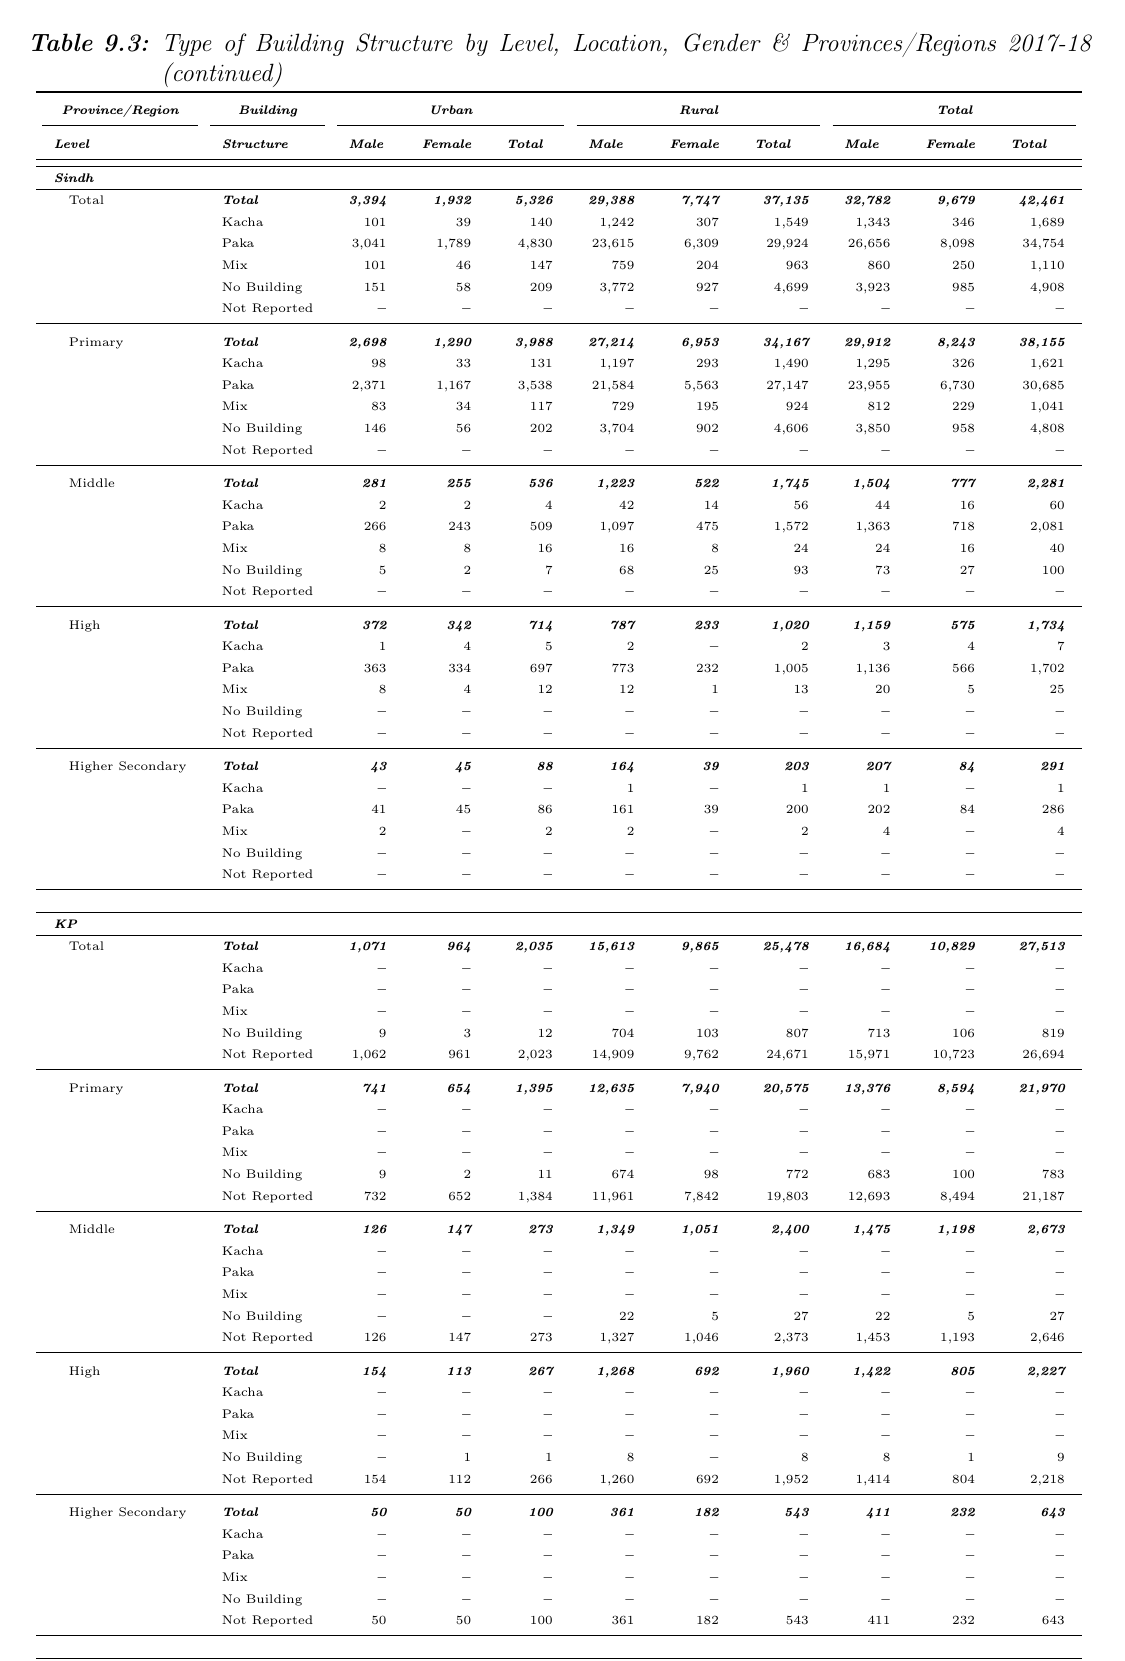 Table 9.3: Type of Building Structure by Level, Location, Gender & Provinces/Regions 2017-18
(continued)
Province/Region Building Urban Rural Total
Level Structure Male Female Total Male Female Total Male Female Total
Sindh
Total Total 3,394 1,932 5,326 29,388 7,747 37,135 32,782 9,679 42,461
Kacha 101 39 140 1,242 307 1,549 1,343 346 1,689
Paka 3,041 1,789 4,830 23,615 6,309 29,924 26,656 8,098 34,754
Mix 101 46 147 759 204 963 860 250 1,110
No Building 151 58 209 3,772 927 4,699 3,923 985 4,908
Not Reported – – – – – – – – –
Primary Total 2,698 1,290 3,988 27,214 6,953 34,167 29,912 8,243 38,155
Kacha 98 33 131 1,197 293 1,490 1,295 326 1,621
Paka 2,371 1,167 3,538 21,584 5,563 27,147 23,955 6,730 30,685
Mix 83 34 117 729 195 924 812 229 1,041
No Building 146 56 202 3,704 902 4,606 3,850 958 4,808
Not Reported – – – – – – – – –
Middle Total 281 255 536 1,223 522 1,745 1,504 777 2,281
Kacha 2 2 4 42 14 56 44 16 60
Paka 266 243 509 1,097 475 1,572 1,363 718 2,081
Mix 8 8 16 16 8 24 24 16 40
No Building 5 2 7 68 25 93 73 27 100
Not Reported – – – – – – – – –
High Total 372 342 714 787 233 1,020 1,159 575 1,734
Kacha 1 4 5 2 – 2 3 4 7
Paka 363 334 697 773 232 1,005 1,136 566 1,702
Mix 8 4 12 12 1 13 20 5 25
No Building – – – – – – – – –
Not Reported – – – – – – – – –
Higher Secondary Total 43 45 88 164 39 203 207 84 291
Kacha – – – 1 – 1 1 – 1
Paka 41 45 86 161 39 200 202 84 286
Mix 2 – 2 2 – 2 4 – 4
No Building – – – – – – – – –
Not Reported – – – – – – – – –
KP
Total Total 1,071 964 2,035 15,613 9,865 25,478 16,684 10,829 27,513
Kacha – – – – – – – – –
Paka – – – – – – – – –
Mix – – – – – – – – –
No Building 9 3 12 704 103 807 713 106 819
Not Reported 1,062 961 2,023 14,909 9,762 24,671 15,971 10,723 26,694
Primary Total 741 654 1,395 12,635 7,940 20,575 13,376 8,594 21,970
Kacha – – – – – – – – –
Paka – – – – – – – – –
Mix – – – – – – – – –
No Building 9 2 11 674 98 772 683 100 783
Not Reported 732 652 1,384 11,961 7,842 19,803 12,693 8,494 21,187
Middle Total 126 147 273 1,349 1,051 2,400 1,475 1,198 2,673
Kacha – – – – – – – – –
Paka – – – – – – – – –
Mix – – – – – – – – –
No Building – – – 22 5 27 22 5 27
Not Reported 126 147 273 1,327 1,046 2,373 1,453 1,193 2,646
High Total 154 113 267 1,268 692 1,960 1,422 805 2,227
Kacha – – – – – – – – –
Paka – – – – – – – – –
Mix – – – – – – – – –
No Building – 1 1 8 – 8 8 1 9
Not Reported 154 112 266 1,260 692 1,952 1,414 804 2,218
Higher Secondary Total 50 50 100 361 182 543 411 232 643
Kacha – – – – – – – – –
Paka – – – – – – – – –
Mix – – – – – – – – –
No Building – – – – – – – – –
Not Reported 50 50 100 361 182 543 411 232 643